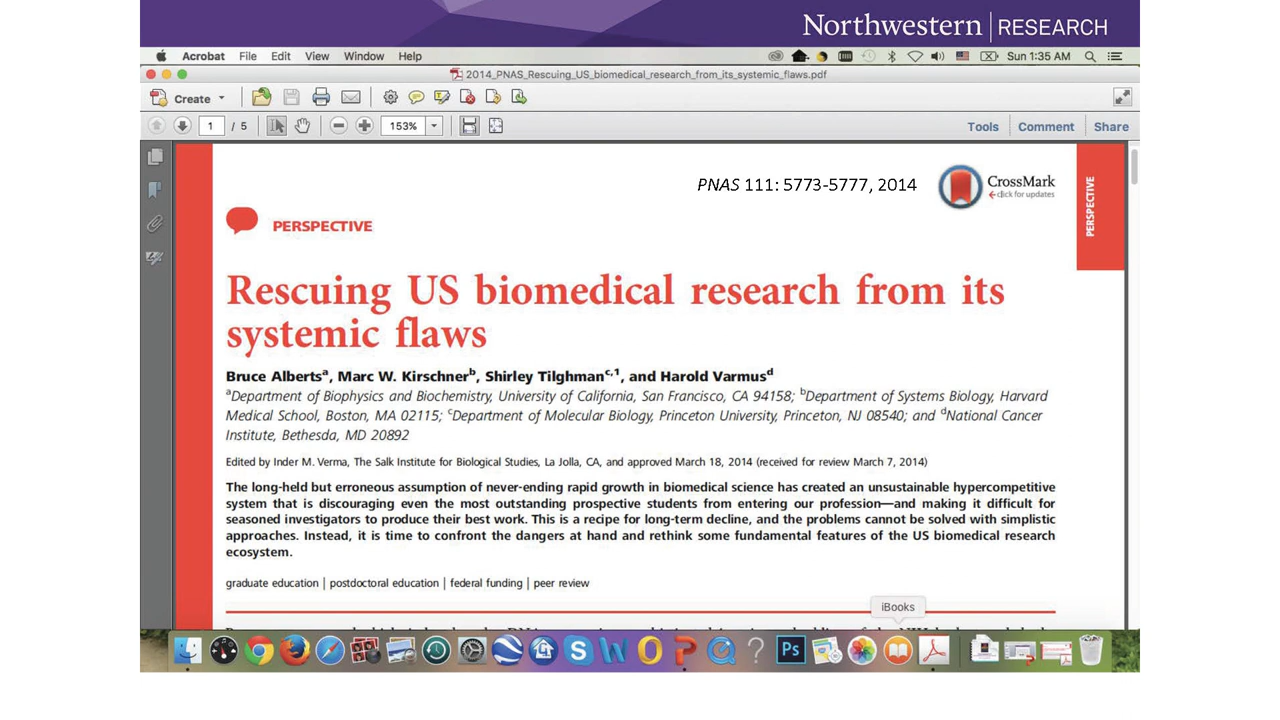 Northwestern | RESEARCH
Acrobat File Edit View Window Help Sun 1:35 AM
2014_PNAS_Rescuing_US_biomedical_research_from_its_systemic_flaws.pdf
Create
1 / 5 153% Tools Comment Share
PNAS 111: 5773-5777, 2014
CrossMark
click for updates
PERSPECTIVE
PERSPECTIVE
Rescuing US biomedical research from its
systemic flaws
Bruce Albertsᵃ, Marc W. Kirschnerᵇ, Shirley Tilghmanᶜ,¹, and Harold Varmusᵈ
ᵃDepartment of Biophysics and Biochemistry, University of California, San Francisco, CA 94158; ᵇDepartment of Systems Biology, Harvard
Medical School, Boston, MA 02115; ᶜDepartment of Molecular Biology, Princeton University, Princeton, NJ 08540; and ᵈNational Cancer
Institute, Bethesda, MD 20892
Edited by Inder M. Verma, The Salk Institute for Biological Studies, La Jolla, CA, and approved March 18, 2014 (received for review March 7, 2014)
The long-held but erroneous assumption of never-ending rapid growth in biomedical science has created an unsustainable hypercompetitive
system that is discouraging even the most outstanding prospective students from entering our profession—and making it difficult for
seasoned investigators to produce their best work. This is a recipe for long-term decline, and the problems cannot be solved with simplistic
approaches. Instead, it is time to confront the dangers at hand and rethink some fundamental features of the US biomedical research
ecosystem.
graduate education | postdoctoral education | federal funding | peer review
iBooks
Ps